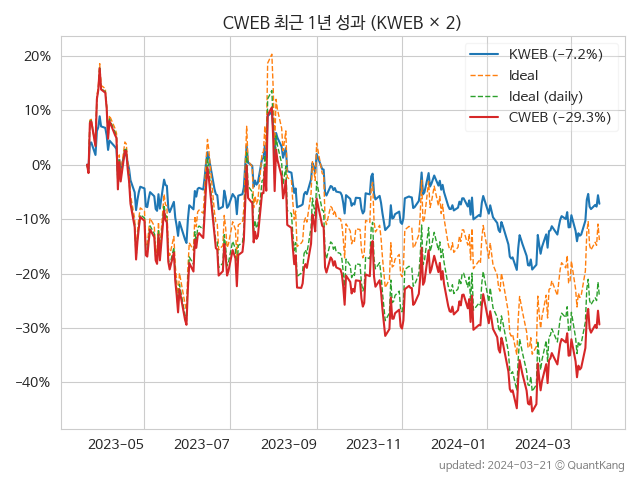 CWEB 최근 1년 성과 (KWEB × 2)
20%
10%
0%
−10%
−20%
−30%
−40%
KWEB (−7.2%)
Ideal
Ideal (daily)
CWEB (−29.3%)
2023-05
2023-07
2023-09
2023-11
2024-01
2024-03
updated: 2024-03-21 @ QuantKang